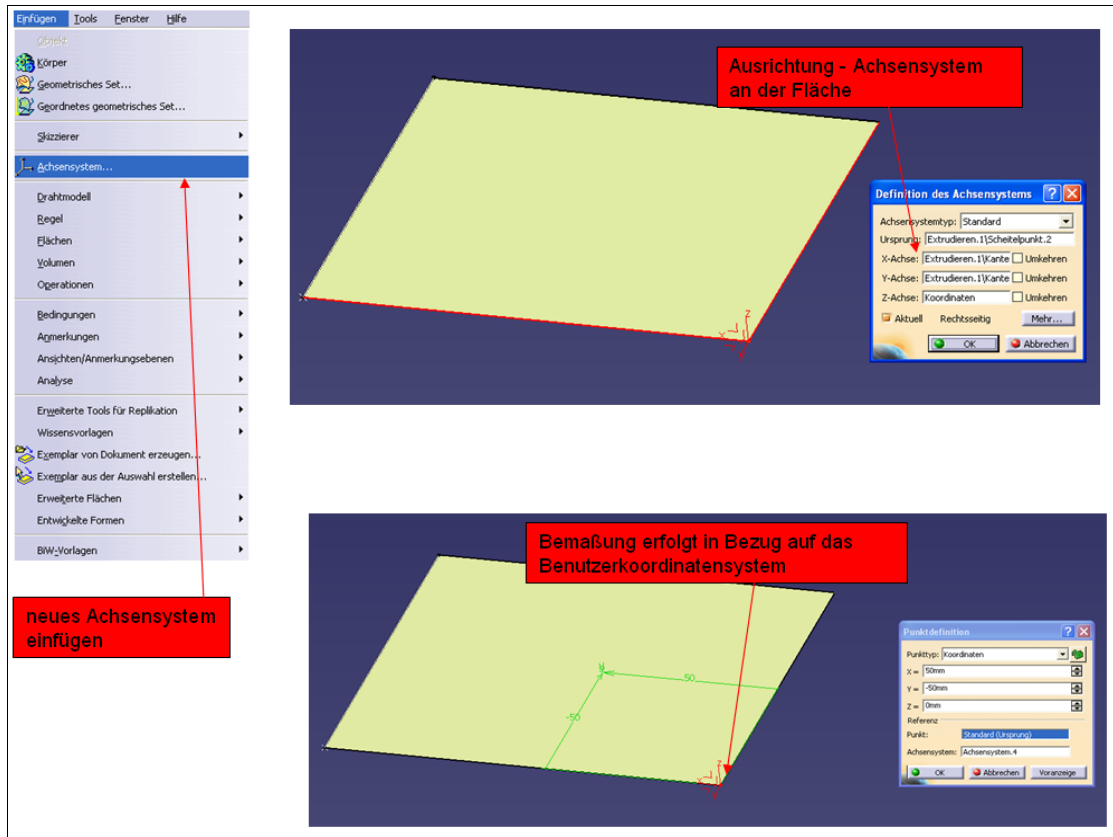 Einfügen Tools Fenster Hilfe
Objekt
Körper
Geometrisches Set...
Geordnetes geometrisches Set...
Skizzierer
Achsensystem...
Drahtmodell
Regel
Flächen
Volumen
Operationen
Bedingungen
Anmerkungen
Ansichten/Anmerkungsebenen
Analyse
Erweiterte Tools für Replikation
Wissensvorlagen
Exemplar von Dokument erzeugen...
Exemplar aus der Auswahl erstellen...
Erweiterte Flächen
Entwickelte Formen
BiW-Vorlagen
neues Achsensystem
einfügen
Ausrichtung - Achsensystem
an der Fläche
Definition des Achsensystems
Achsensystemtyp: Standard
Ursprung: Extrudieren.1\Scheitelpunkt.2
X-Achse: Extrudieren.1\Kante Umkehren
Y-Achse: Extrudieren.1\Kante Umkehren
Z-Achse: Koordinaten Umkehren
Aktuell Rechtsseitig Mehr...
OK Abbrechen
z
Bemaßung erfolgt in Bezug auf das
Benutzerkoordinatensystem
50
-50
z
Punktdefinition
Punkttyp: Koordinaten
X = 50mm
Y = -50mm
Z = 0mm
Referenz
Punkt: Standard (Ursprung)
Achsensystem: Achsensystem.4
OK Abbrechen Voranzeige